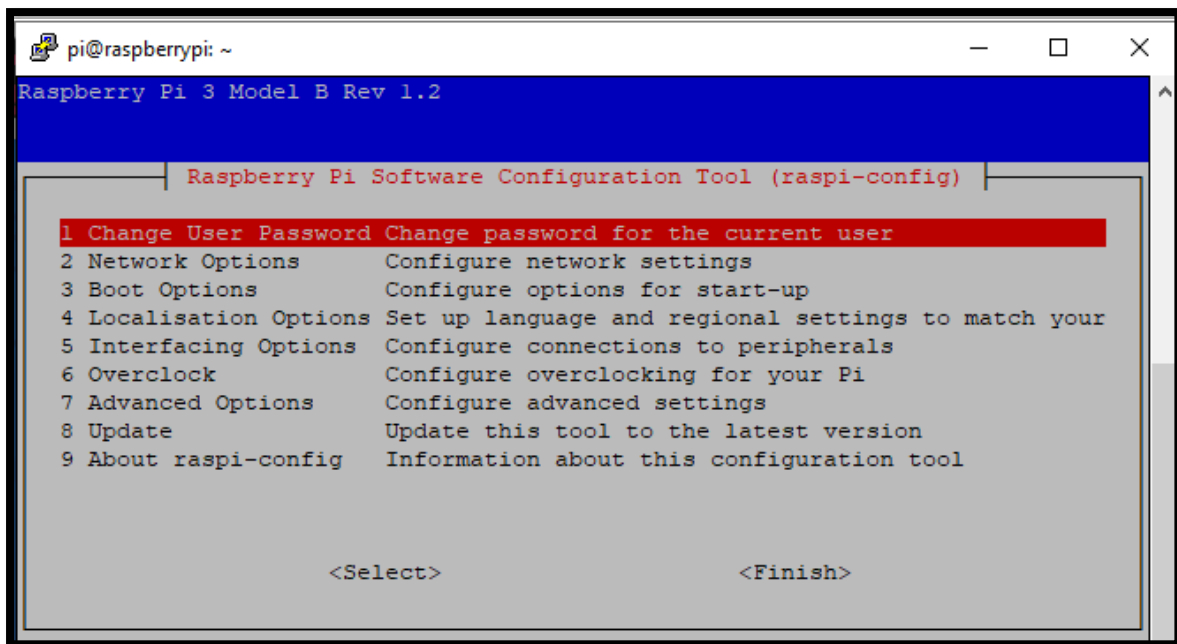 pi@raspberrypi: ~
Raspberry Pi 3 Model B Rev 1.2
Raspberry Pi Software Configuration Tool (raspi-config)
1 Change User Password Change password for the current user
2 Network Options Configure network settings
3 Boot Options Configure options for start-up
4 Localisation Options Set up language and regional settings to match your
5 Interfacing Options Configure connections to peripherals
6 Overclock Configure overclocking for your Pi
7 Advanced Options Configure advanced settings
8 Update Update this tool to the latest version
9 About raspi-config Information about this configuration tool
<Select> <Finish>